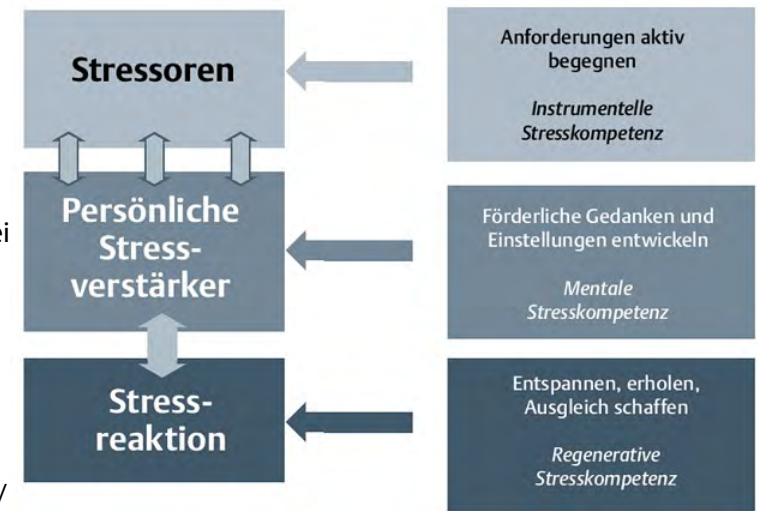 Stressoren
Anforderungen aktiv
begegnen
Instrumentelle
Stresskompetenz
Persönliche
Stress-
verstärker
Förderliche Gedanken und
Einstellungen entwickeln
Mentale
Stresskompetenz
Stress-
reaktion
Entspannen, erholen,
Ausgleich schaffen
Regenerative
Stresskompetenz